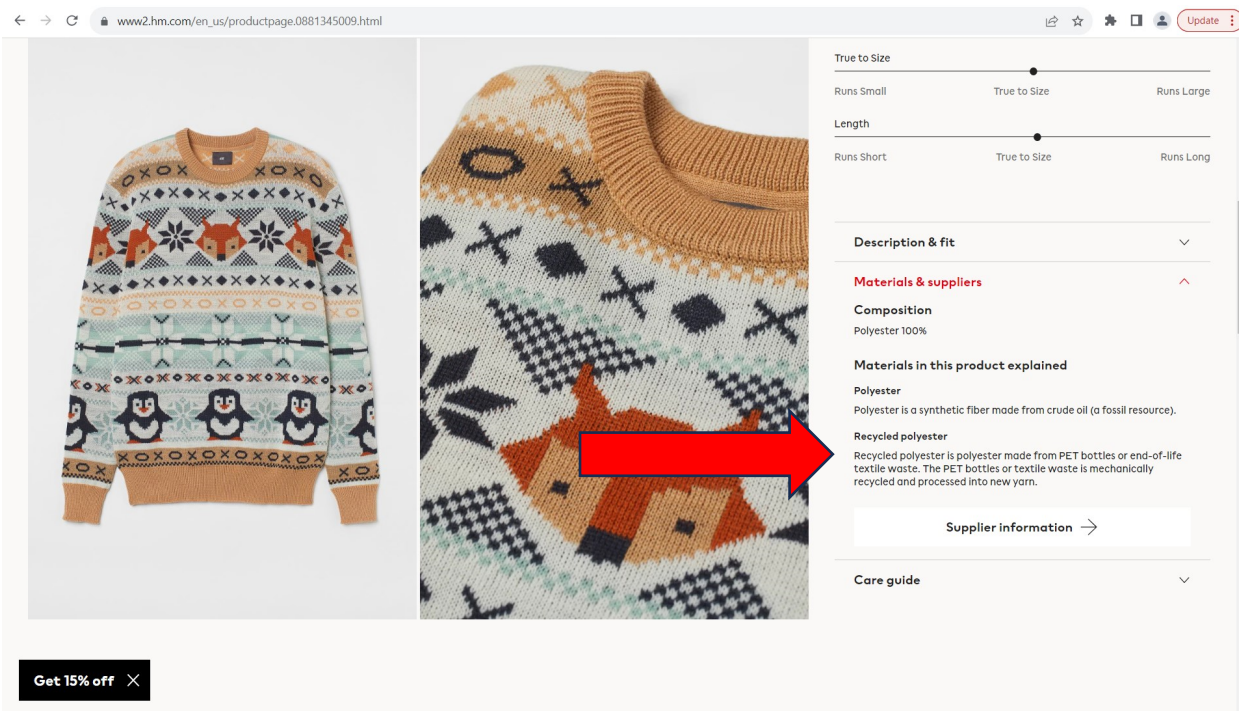 www2.hm.com/en_us/productpage.0881345009.html
Update
True to Size
Runs Small True to Size Runs Large
Length
Runs Short True to Size Runs Long
Description & fit
Materials & suppliers
Composition
Polyester 100%
Materials in this product explained
Polyester
Polyester is a synthetic fiber made from crude oil (a fossil resource).
Recycled polyester
Recycled polyester is polyester made from PET bottles or end-of-life
textile waste. The PET bottles or textile waste is mechanically
recycled and processed into new yarn.
Supplier information
Care guide
Get 15% off